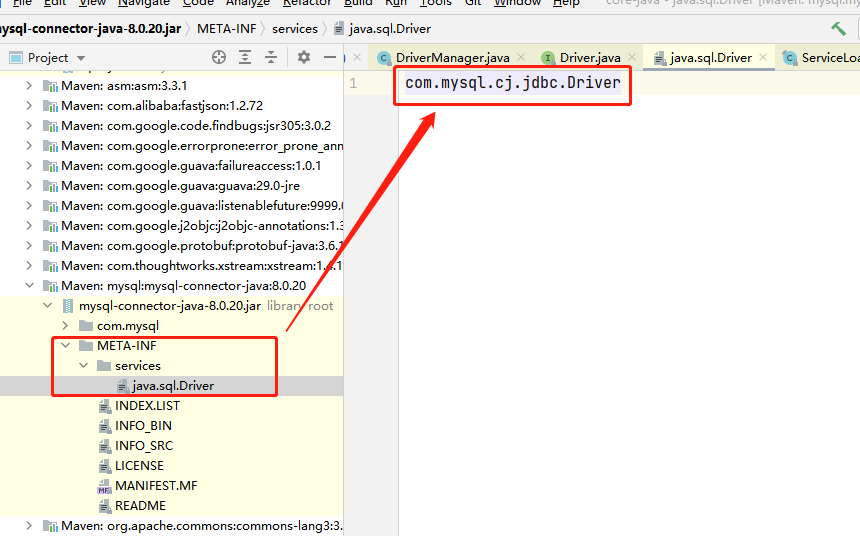 File Edit View Navigate Code Analyze Refactor Build Run Tools Git Window Help core-java - java.sql.Driver [Maven: mysql:mysql
mysql-connector-java-8.0.20.jar META-INF services java.sql.Driver
Project
DriverManager.java Driver.java java.sql.Driver ServiceLoa
1 com.mysql.cj.jdbc.Driver
Maven: asm:asm:3.3.1
Maven: com.alibaba:fastjson:1.2.72
Maven: com.google.code.findbugs:jsr305:3.0.2
Maven: com.google.errorprone:error_prone_ann
Maven: com.google.guava:failureaccess:1.0.1
Maven: com.google.guava:guava:29.0-jre
Maven: com.google.guava:listenablefuture:9999.0
Maven: com.google.j2objc:j2objc-annotations:1.3
Maven: com.google.protobuf:protobuf-java:3.6.1
Maven: com.thoughtworks.xstream:xstream:1.4.1
Maven: mysql:mysql-connector-java:8.0.20
mysql-connector-java-8.0.20.jar library root
com.mysql
META-INF
services
java.sql.Driver
INDEX.LIST
INFO_BIN
INFO_SRC
LICENSE
MF MANIFEST.MF
README
Maven: org.apache.commons:commons-lang3:3.